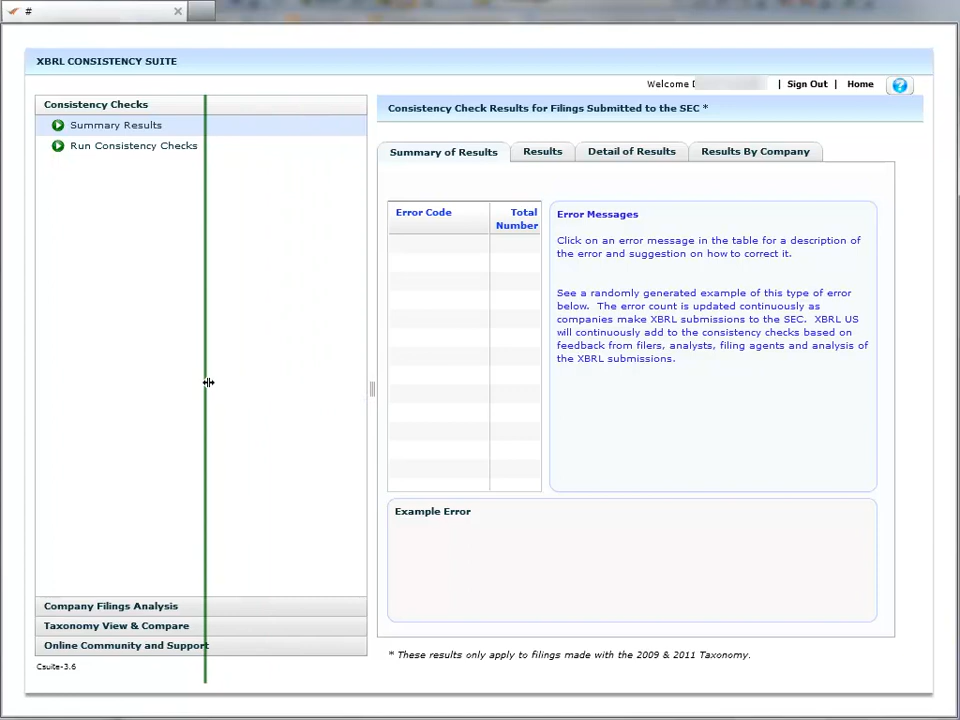 #
XBRL CONSISTENCY SUITE
Welcome
| Sign Out | Home
?
Consistency Checks
Summary Results
Run Consistency Checks
Company Filings Analysis
Taxonomy View & Compare
Online Community and Support
Csuite-3.6
Consistency Check Results for Filings Submitted to the SEC *
Summary of Results
Results
Detail of Results
Results By Company
Error Code
Total
Number
Error Messages
Click on an error message in the table for a description of
the error and suggestion on how to correct it.
See a randomly generated example of this type of error
below. The error count is updated continuously as
companies make XBRL submissions to the SEC. XBRL US
will continuously add to the consistency checks based on
feedback from filers, analysts, filing agents and analysis of
the XBRL submissions.
Example Error
* These results only apply to filings made with the 2009 & 2011 Taxonomy.